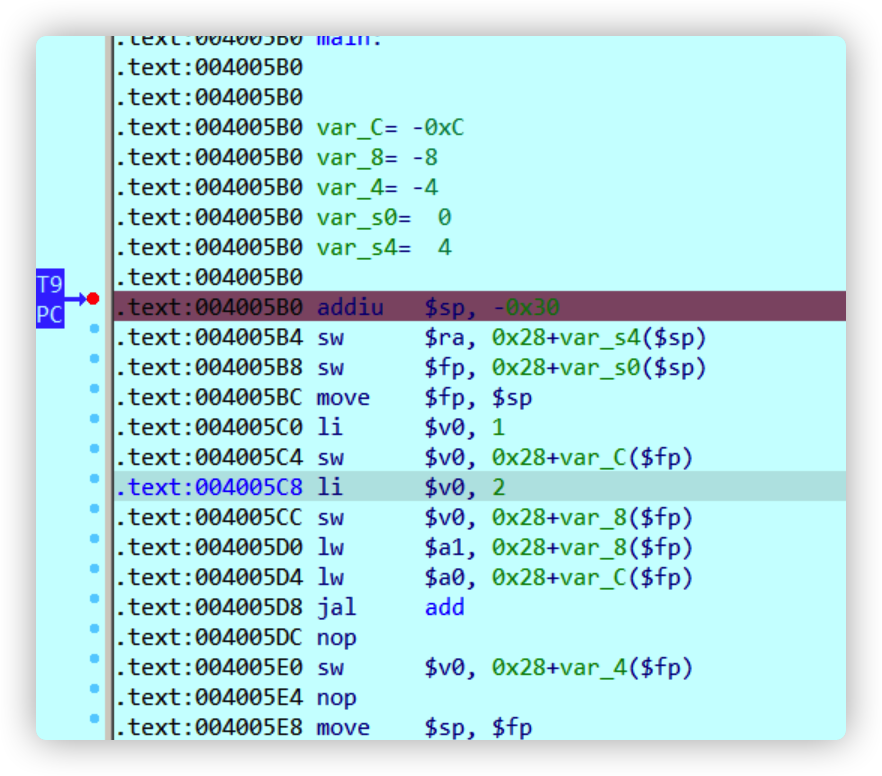 .text:004005B0 main:
.text:004005B0
.text:004005B0
.text:004005B0 var_C= -0xC
.text:004005B0 var_8= -8
.text:004005B0 var_4= -4
.text:004005B0 var_s0=  0
.text:004005B0 var_s4=  4
.text:004005B0
T9
PC
.text:004005B0 addiu   $sp, -0x30
.text:004005B4 sw      $ra, 0x28+var_s4($sp)
.text:004005B8 sw      $fp, 0x28+var_s0($sp)
.text:004005BC move    $fp, $sp
.text:004005C0 li      $v0, 1
.text:004005C4 sw      $v0, 0x28+var_C($fp)
.text:004005C8 li      $v0, 2
.text:004005CC sw      $v0, 0x28+var_8($fp)
.text:004005D0 lw      $a1, 0x28+var_8($fp)
.text:004005D4 lw      $a0, 0x28+var_C($fp)
.text:004005D8 jal     add
.text:004005DC nop
.text:004005E0 sw      $v0, 0x28+var_4($fp)
.text:004005E4 nop
.text:004005E8 move    $sp, $fp